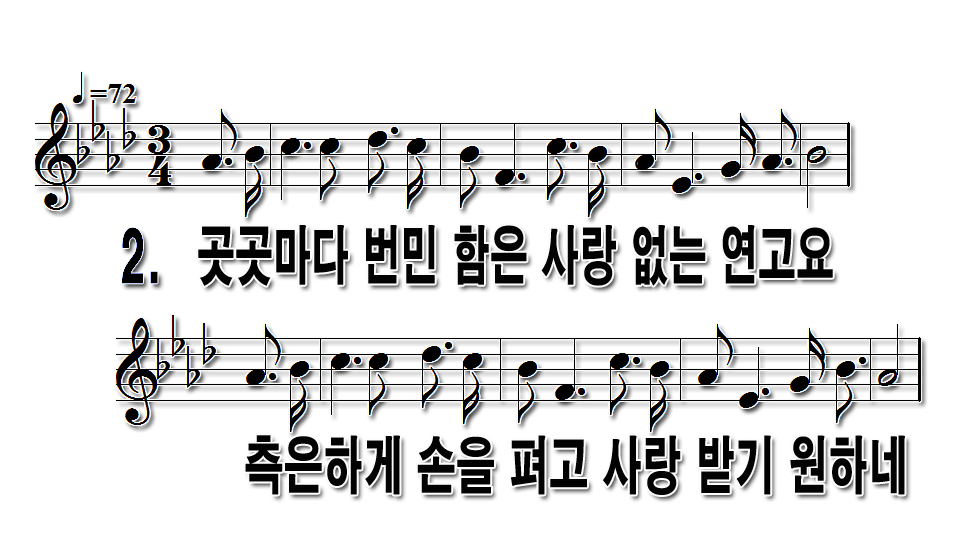 ♩=72
3
4
2. 곳곳마다 번민 함은 사랑 없는 연고요
측은하게 손을 펴고 사랑 받기 원하네